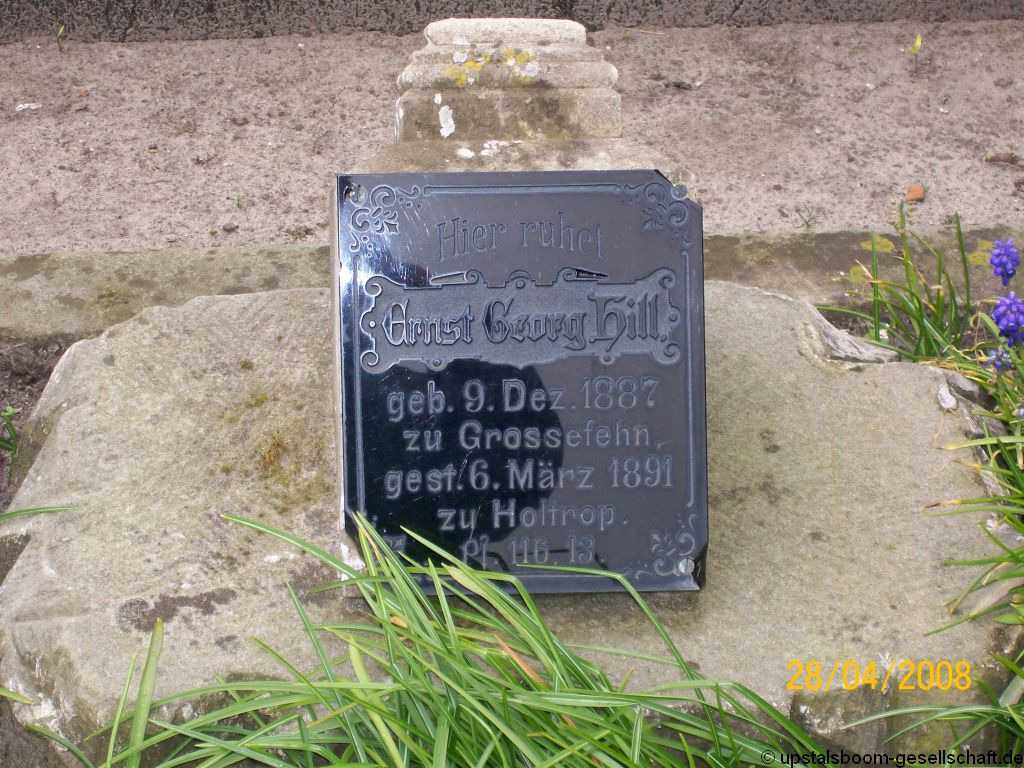 Hier ruhet
Ernst Georg Hill,
geb. 9. Dez. 1887
zu Grossefehn,
gest. 6. März 1891
zu Holtrop.
Pf. 116, 13.
28/04/2008
© upstalsboom-gesellschaft.de